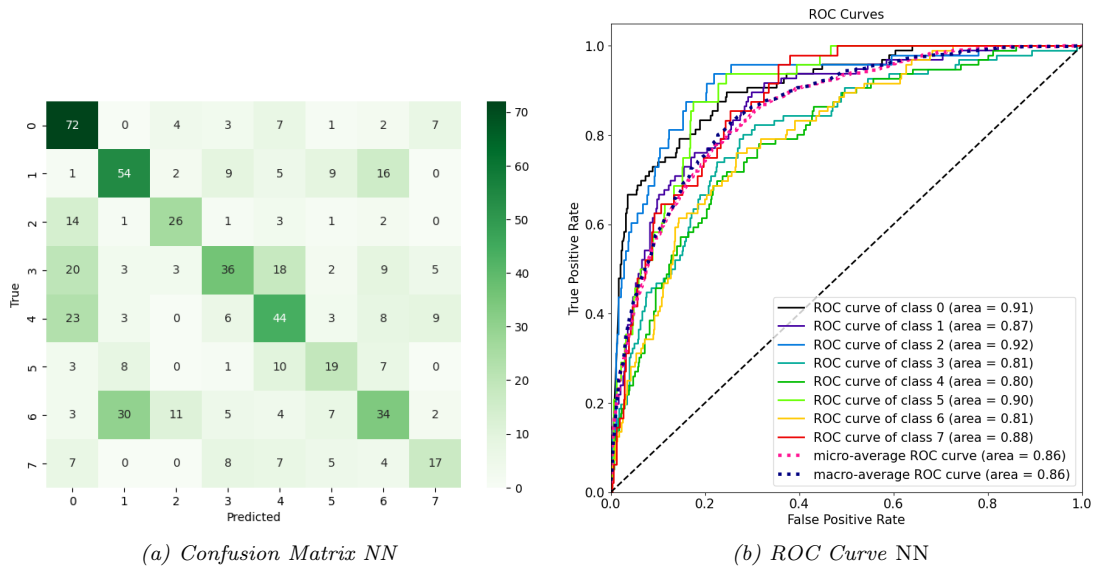 72 0 4 3 7 1 2 7
1 54 2 9 5 9 16 0
14 1 26 1 3 1 2 0
20 3 3 36 18 2 9 5
23 3 0 6 44 3 8 9
3 8 0 1 10 19 7 0
3 30 11 5 4 7 34 2
7 0 0 8 7 5 4 17
0
1
2
3
4
5
6
7
True
0 1 2 3 4 5 6 7
Predicted
70
60
50
40
30
20
10
0
(a) Confusion Matrix NN
ROC Curves
1.0
0.8
0.6
0.4
0.2
0.0
True Positive Rate
ROC curve of class 0 (area = 0.91)
ROC curve of class 1 (area = 0.87)
ROC curve of class 2 (area = 0.92)
ROC curve of class 3 (area = 0.81)
ROC curve of class 4 (area = 0.80)
ROC curve of class 5 (area = 0.90)
ROC curve of class 6 (area = 0.81)
ROC curve of class 7 (area = 0.88)
micro-average ROC curve (area = 0.86)
macro-average ROC curve (area = 0.86)
0.0 0.2 0.4 0.6 0.8 1.0
False Positive Rate
(b) ROC Curve NN